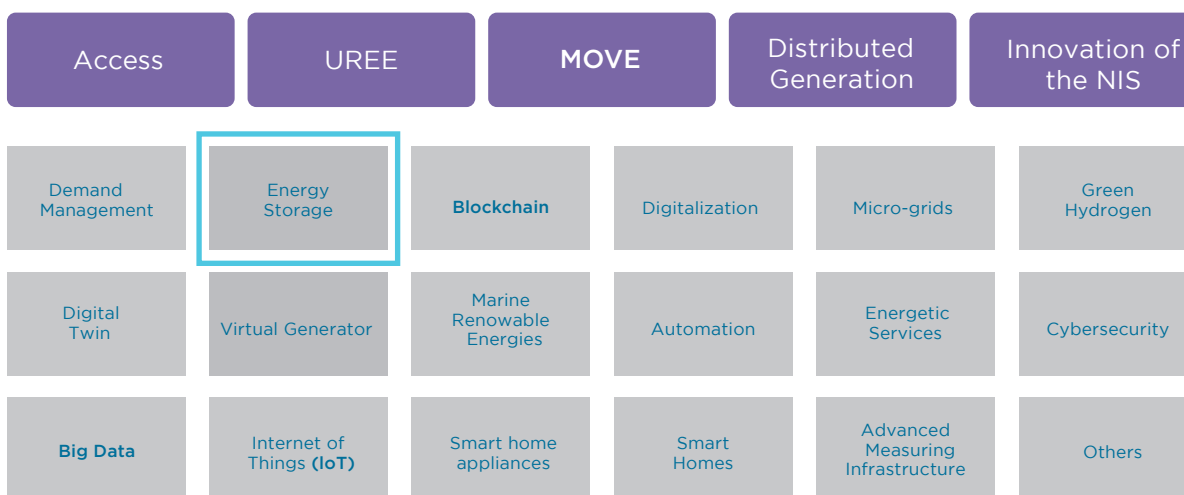 Access
UREE
MOVE
Distributed
Generation
Innovation of
the NIS
Demand
Management
Energy
Storage
Blockchain
Digitalization
Micro-grids
Green
Hydrogen
Digital
Twin
Virtual Generator
Marine
Renowable
Energies
Automation
Energetic
Services
Cybersecurity
Big Data
Internet of
Things (IoT)
Smart home
appliances
Smart
Homes
Advanced
Measuring
Infrastructure
Others